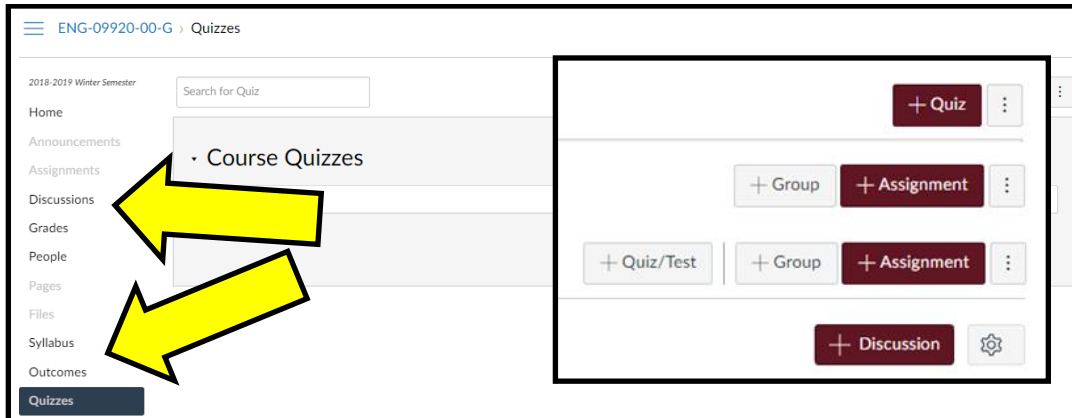 ENG-09920-00-G › Quizzes
2018-2019 Winter Semester
Search for Quiz
Home
Announcements
Assignments
Course Quizzes
Discussions
Grades
People
Pages
Files
Syllabus
Outcomes
Quizzes
+ Quiz
+ Group + Assignment
+ Quiz/Test + Group + Assignment
+ Discussion